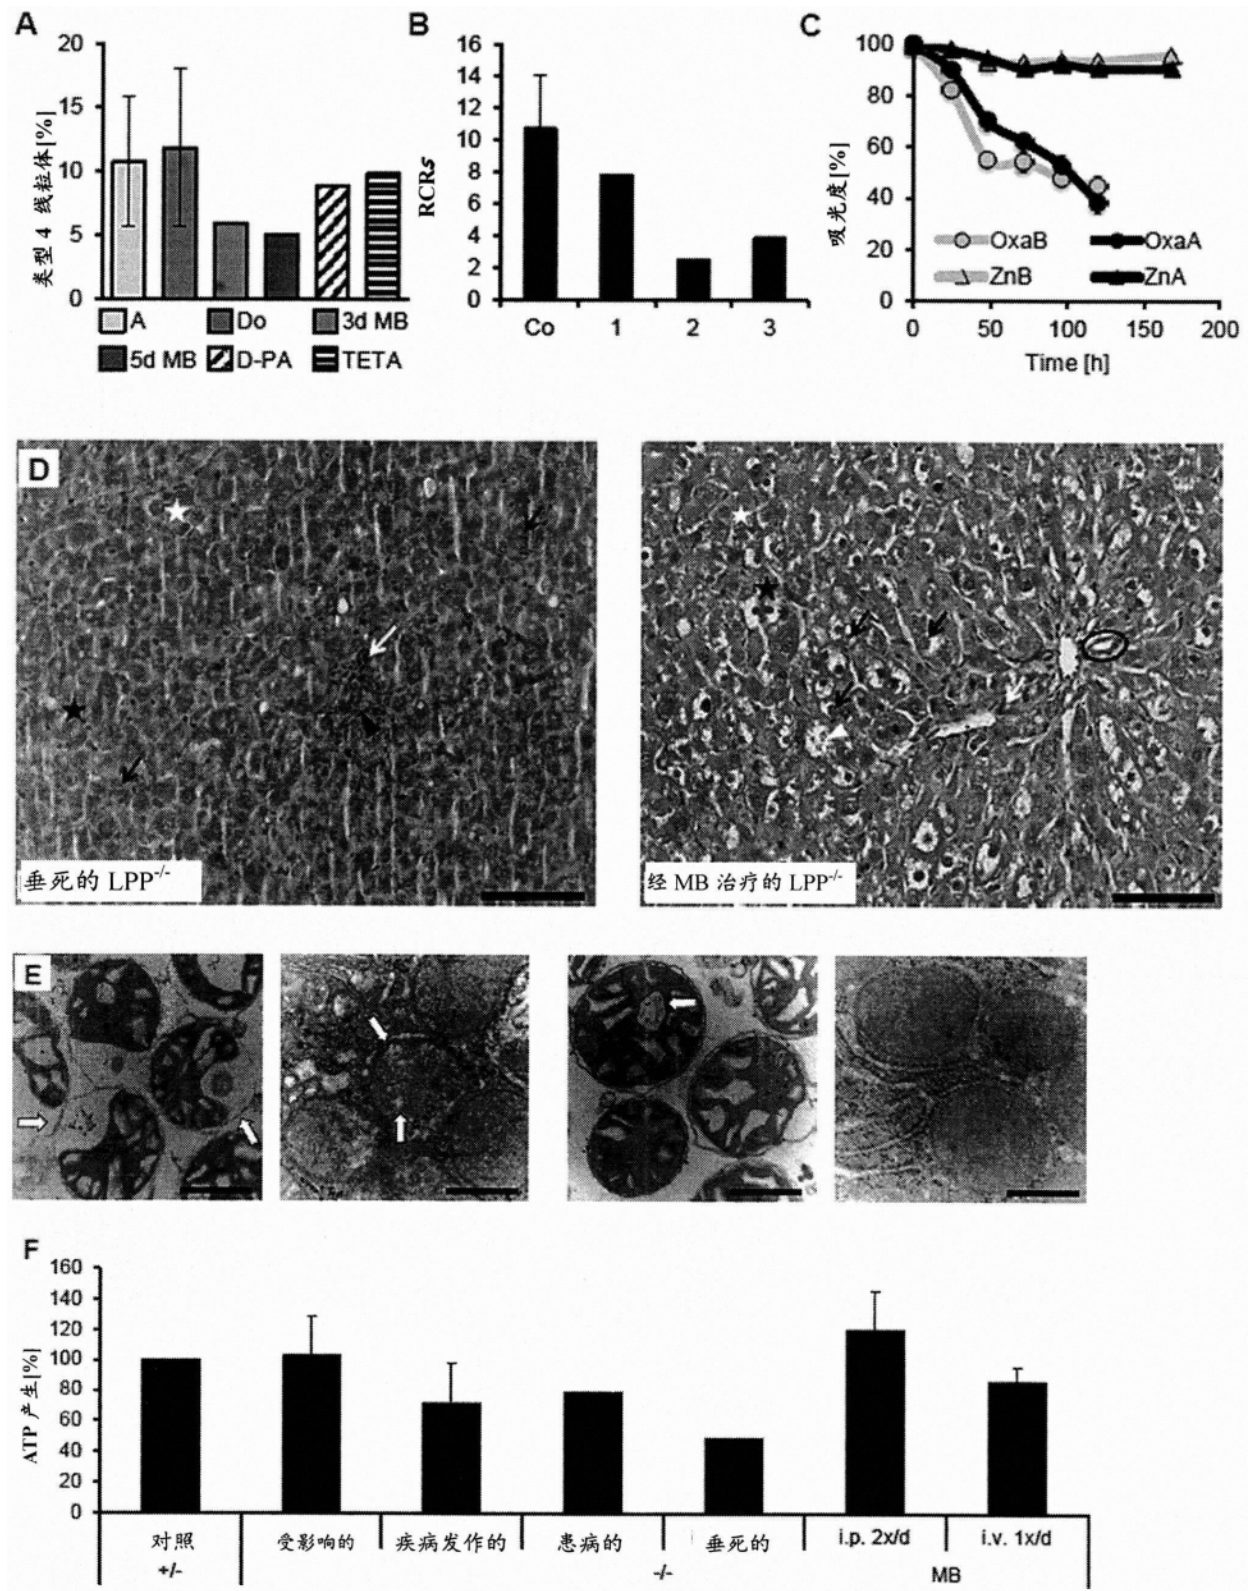 A
类型 4 线粒体[%]
20
15
10
5
0
A
Do
3d MB
5d MB
D-PA
TETA
B
RCRs
16
14
12
10
8
6
4
2
0
Co
1
2
3
C
吸光度[%]
100
80
60
40
20
0
OxaB
OxaA
ZnB
ZnA
0
50
100
150
200
Time [h]
D
垂死的 LPP-/-
经 MB 治疗的 LPP-/-
E
F
ATP 产生[%]
160
140
120
100
80
60
40
20
0
对照
受影响的
疾病发作的
患病的
垂死的
i.p. 2x/d
i.v. 1x/d
+/-
-/-
MB